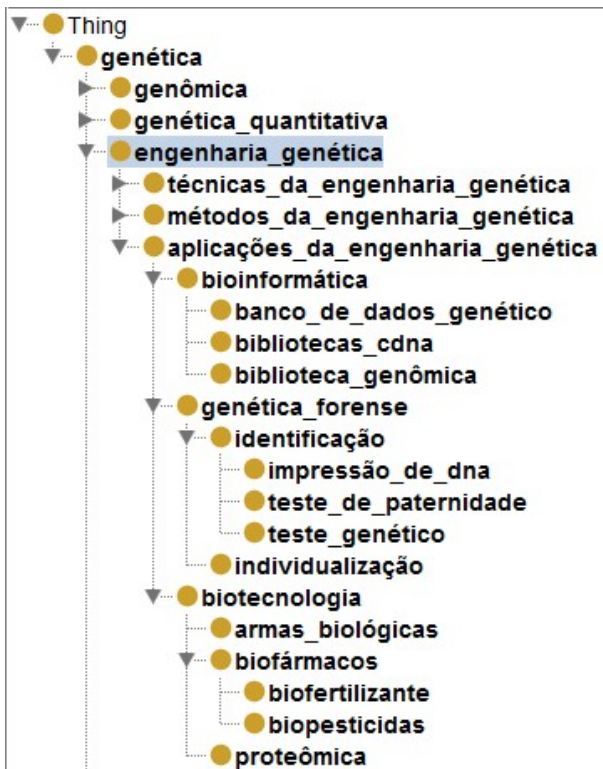 Thing
genética
genômica
genética_quantitativa
engenharia_genética
técnicas_da_engenharia_genética
métodos_da_engenharia_genética
aplicações_da_engenharia_genética
bioinformática
banco_de_dados_genético
bibliotecas_cdna
biblioteca_genômica
genética_forense
identificação
impressão_de_dna
teste_de_paternidade
teste_genético
individualização
biotecnologia
armas_biológicas
biofármacos
biofertilizante
biopesticidas
proteômica